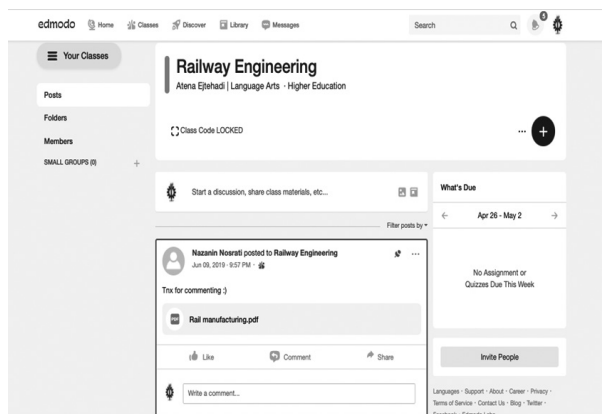 edmodo Home Classes Discover Library Messages Search 5
Your Classes
Railway Engineering
Atena Ejtehadi | Language Arts · Higher Education
Posts
Folders
Members
SMALL GROUPS (0) +
Class Code LOCKED
... +
Start a discussion, share class materials, etc...
Filter posts by
What's Due
← Apr 26 - May 2 →
No Assignment or
Quizzes Due This Week
Nazanin Nosrati posted to Railway Engineering
Jun 09, 2019 · 9:57 PM ·
Tnx for commenting :)
PDF Rail manufacturing.pdf
Like Comment Share
Write a comment...
Invite People
Languages · Support · About · Career · Privacy ·
Terms of Service · Contact Us · Blog · Twitter ·